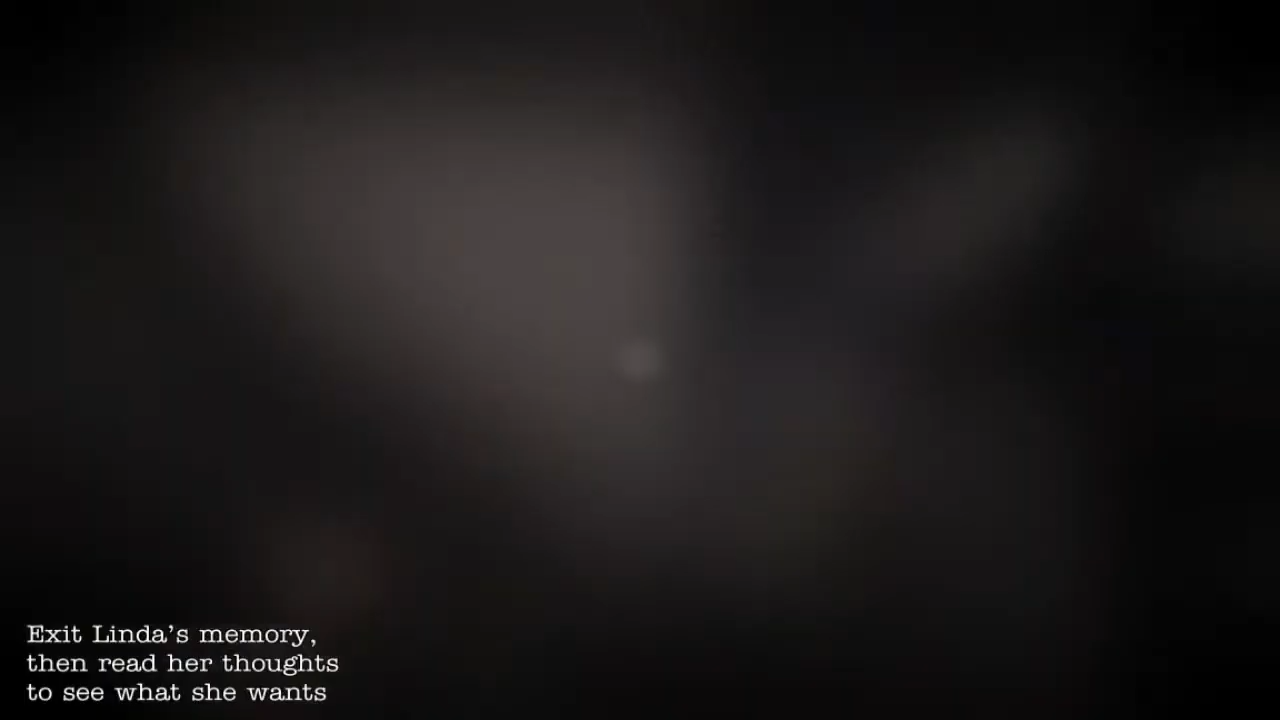 Exit Linda's memory,
then read her thoughts
to see what she wants